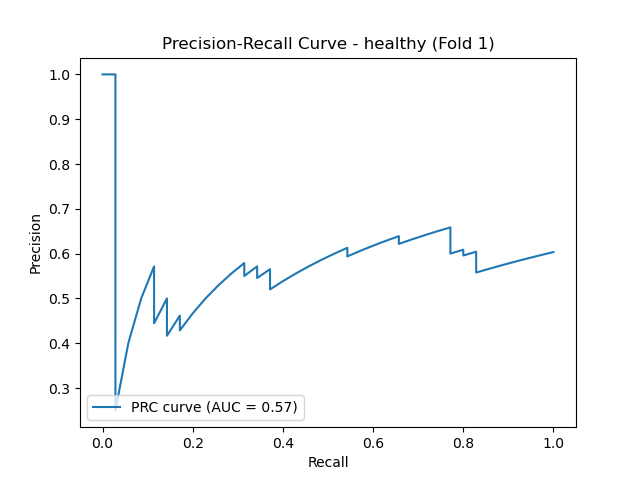 Precision-Recall Curve - healthy (Fold 1)
1.0
0.9
0.8
0.7
0.6
0.5
0.4
0.3
Precision
PRC curve (AUC = 0.57)
0.0 0.2 0.4 0.6 0.8 1.0
Recall